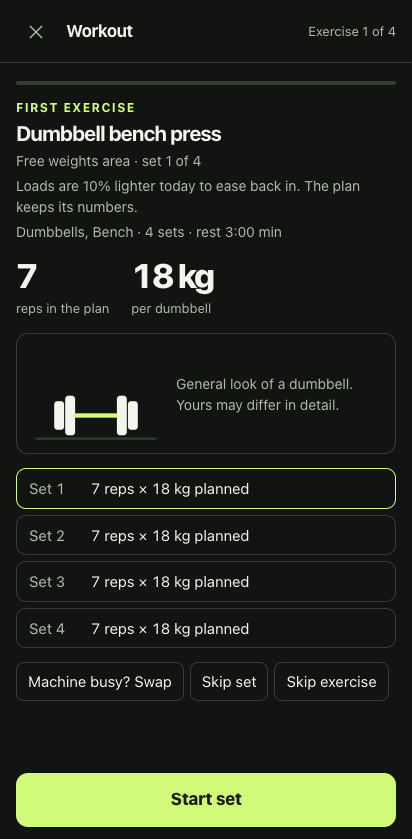 Workout
Exercise 1 of 4
FIRST EXERCISE
Dumbbell bench press
Free weights area · set 1 of 4
Loads are 10% lighter today to ease back in. The plan
keeps its numbers.
Dumbbells, Bench · 4 sets · rest 3:00 min
7
reps in the plan
18 kg
per dumbbell
General look of a dumbbell.
Yours may differ in detail.
Set 1 7 reps × 18 kg planned
Set 2 7 reps × 18 kg planned
Set 3 7 reps × 18 kg planned
Set 4 7 reps × 18 kg planned
Machine busy? Swap
Skip set
Skip exercise
Start set